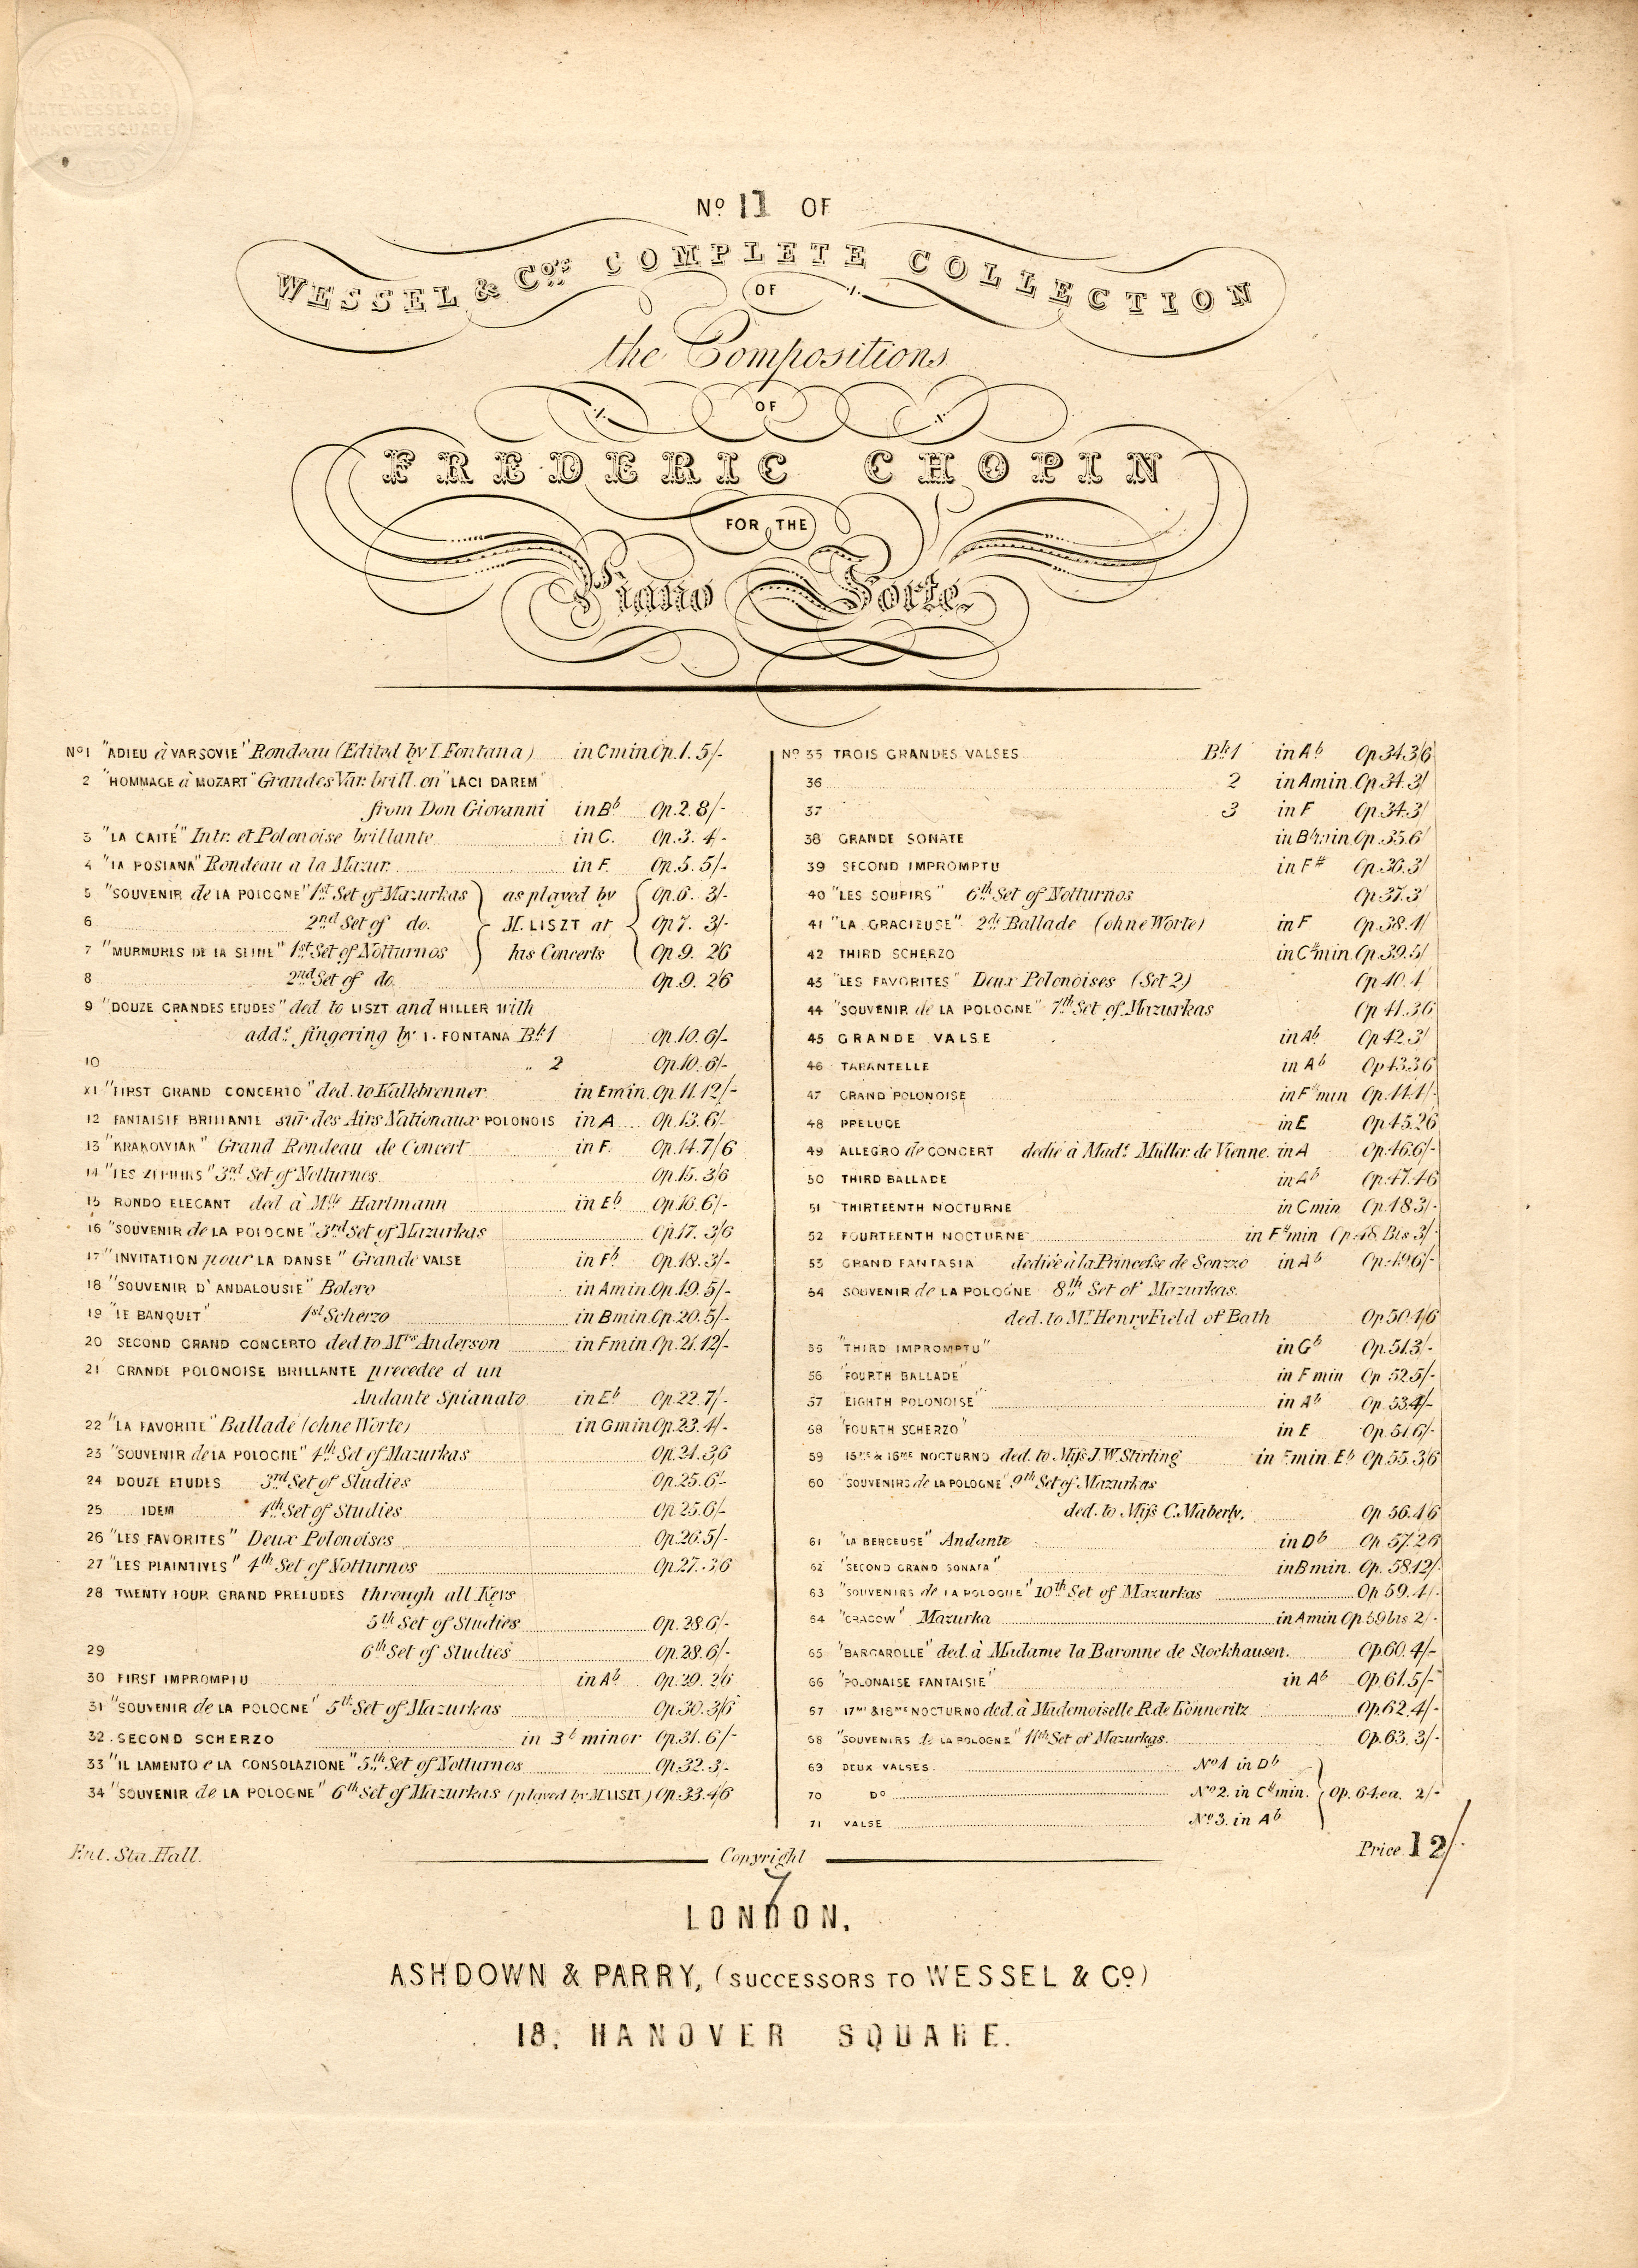 ASHDOWN & PARRY LATE WESSEL & Co HANOVER SQUARE LONDON
No 11 OF
WESSEL & Co's COMPLETE COLLECTION
OF
the Compositions
OF
FREDERIC CHOPIN
FOR THE
Piano Forte
No 1 "ADIEU à VARSOVIE" Rondeau (Edited by I Fontana) in C min Op.1. 5/-
2 "HOMMAGE à MOZART" Grandes Var. brill. on "LACI DAREM"
from Don Giovanni in Bb Op.2. 8/-
3 "LA GAITÉ" Intr. et Polonoise brillante in C. Op.3. 4/-
4 "LA POSIANA" Rondeau a la Mazur. in F. Op.5. 5/-
5 "SOUVENIR de LA POLOGNE" 1st Set of Mazurkas as played by Op.6. 3/-
6 2nd Set of do. M. LISZT at Op.7. 3/-
7 "MURMURES DE LA SEINE" 1st Set of Notturnos his Concerts Op.9. 2/6
8 2nd Set of do. Op.9. 2/6
9 "DOUZE GRANDES ETUDES" ded to LISZT and HILLER with
addl. fingering by I. FONTANA Bk 1 Op.10. 6/-
10 " 2 Op.10. 6/-
X1 "FIRST GRAND CONCERTO" ded. to Kalkbrenner in E min. Op.11. 12/-
12 FANTAISIE BRILLANTE sur des Airs Nationaux POLONOIS in A Op.13. 6/-
13 "KRAKOVIAK" Grand Rondeau de Concert in F. Op.14. 7/6
14 "LES ZEPHIRS" 3rd Set of Notturnos. Op.15. 3/6
15 RONDO ELEGANT ded à Mlle Hartmann in Eb Op.16. 6/-
16 "SOUVENIR de LA POLOGNE" 3rd Set of Mazurkas Op.17. 3/6
17 "INVITATION pour LA DANSE" Grande VALSE in Eb Op.18. 3/-
18 "SOUVENIR D'ANDALOUSIE" Bolero in A min Op.19. 5/-
19 "LE BANQUET" 1st Scherzo in B min. Op.20. 5/-
20 SECOND GRAND CONCERTO ded. to Mrs Anderson in F min. Op.21. 12/-
21 GRANDE POLONOISE BRILLANTE precedée d'un
Andante Spianato in Eb Op.22. 7/-
22 "LA FAVORITE" Ballade (ohne Worte) in G min Op.23. 4/-
23 "SOUVENIR de LA POLOGNE" 4th Set of Mazurkas Op.24. 3/6
24 DOUZE ETUDES 3rd Set of Studies Op.25. 6/-
25 IDEM 4th Set of Studies Op.25. 6/-
26 "LES FAVORITES" Deux Polonoises Op.26. 5/-
27 "LES PLAINTIVES" 4th Set of Notturnos Op.27. 3/6
28 TWENTY FOUR GRAND PRELUDES through all Keys
5th Set of Studies Op.28. 6/-
29 6th Set of Studies Op.28. 6/-
30 FIRST IMPROMPTU in Ab Op.29. 2/6
31 "SOUVENIR de LA POLOGNE" 5th Set of Mazurkas Op.30. 3/6
32. SECOND SCHERZO in Bb minor Op.31. 6/-
33 "IL LAMENTO e LA CONSOLAZIONE" 5th Set of Notturnos Op.32. 3/-
34 "SOUVENIR de LA POLOGNE" 6th Set of Mazurkas (played by M. LISZT) Op.33. 4/6
No 35 TROIS GRANDES VALSES Bk 1 in Ab Op.34. 3/6
36 2 in A min. Op.34. 3/
37 3 in F Op.34. 3/
38 GRANDE SONATE in Bb min. Op.35. 6
39 SECOND IMPROMPTU in F# Op.36. 3/
40 "LES SOUPIRS" 6th Set of Notturnos Op.37. 3
41 "LA GRACIEUSE" 2de Ballade (ohne Worte) in F Op.38. 4/
42 THIRD SCHERZO in C# min. Op.39. 5/
43 "LES FAVORITES" Deux Polonoises (Set 2) Op.40. 4
44 "SOUVENIR de LA POLOGNE" 7th Set of Mazurkas Op 41. 3 6
45 GRANDE VALSE in Ab Op 42. 3/
46 TARANTELLE in Ab Op 43. 3 6
47 GRAND POLONOISE in F# min Op.44. 4/
48 PRELUDE in E Op 45. 2 6
49 ALLEGRO de CONCERT dedié à Made Müller de Vienne. in A Op.46. 6/-
50 THIRD BALLADE in Ab Op.47. 4 6
51 THIRTEENTH NOCTURNE in C min Op.48. 3/-
52 FOURTEENTH NOCTURNE in F# min Op.48 Bis 3/-
53 GRAND FANTASIA dediée à la Princesse de Souzzo in Ab Op.49. 6/-
54 SOUVENIR de LA POLOGNE 8th Set of Mazurkas.
ded. to Mr Henry Field of Bath Op 50. 4/6
55 "THIRD IMPROMPTU" in Gb Op.51. 3/-
56 "FOURTH BALLADE" in F min Op 52. 5/-
57 "EIGHTH POLONOISE" in Ab Op.53. 4/-
58 "FOURTH SCHERZO" in E Op.54. 6/-
59 15me & 16me NOCTURNO ded. to Miss J.W. Stirling in F min. Eb Op 55. 3/6
60 "SOUVENIRS de LA POLOGNE" 9th Set of Mazurkas
ded. to Miss C. Maberly. Op 56. 4 6
61 "LA BERCEUSE" Andante in Db Op 57. 2 6
62 "SECOND GRAND SONATA" in B min. Op. 58. 12/-
63 "SOUVENIRS de LA POLOGNE" 10th Set of Mazurkas Op 59. 4/-
64 "CRACOW" Mazurka in A min Op 59 bis 2/-
65 "BARCAROLLE" ded. à Madame la Baronne de Stockhausen. Op 60. 4/-
66 "POLONAISE FANTAISIE" in Ab Op 61. 5/-
67 17me & 18me NOCTURNO ded. à Mademoiselle R. de Könneritz Op 62. 4/-
68 "SOUVENIRS de LA POLOGNE" 11th Set of Mazurkas. Op. 63. 3/-
69 DEUX VALSES. No 1 in Db
70 Do No 2. in C# min. Op. 64. ea. 2/-
71 VALSE No 3. in Ab
Ent. Sta. Hall. Copyright Price 12/-
LONDON,
ASHDOWN & PARRY, (SUCCESSORS TO WESSEL & Co)
18, HANOVER SQUARE.